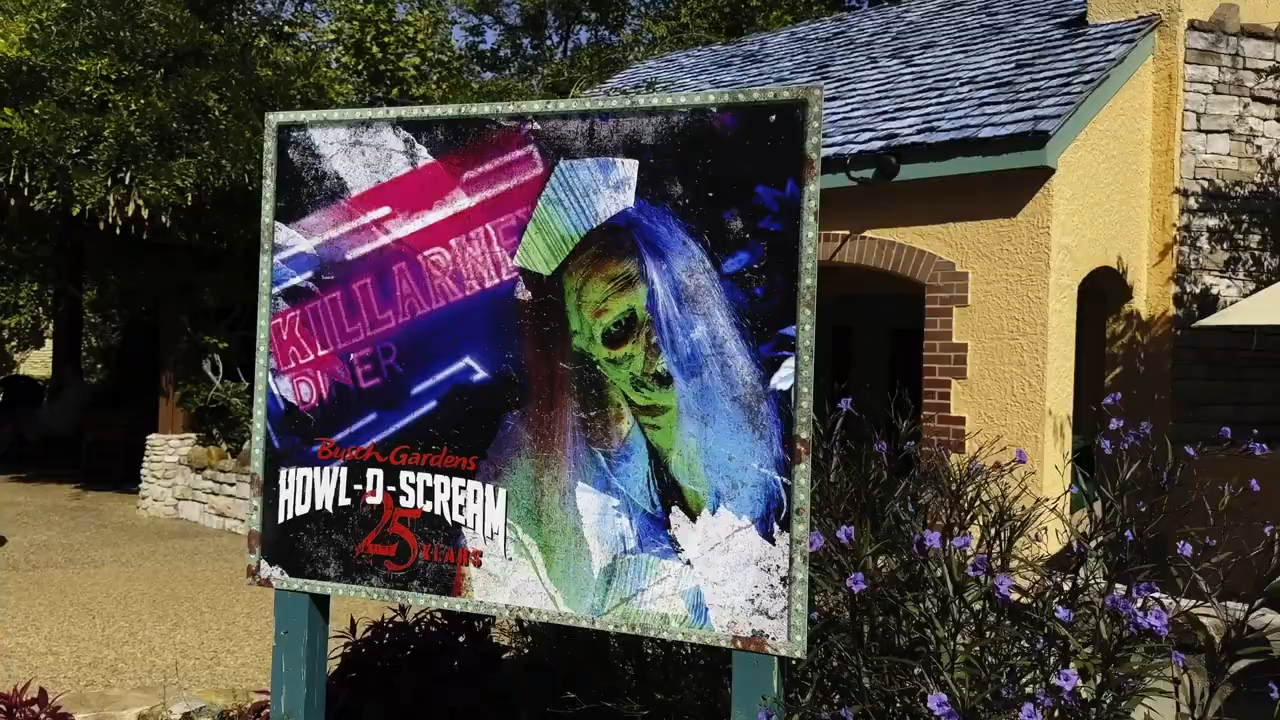 KILLARNEY
DINER
Busch Gardens
HOWL-O-SCREAM
25 YEARS